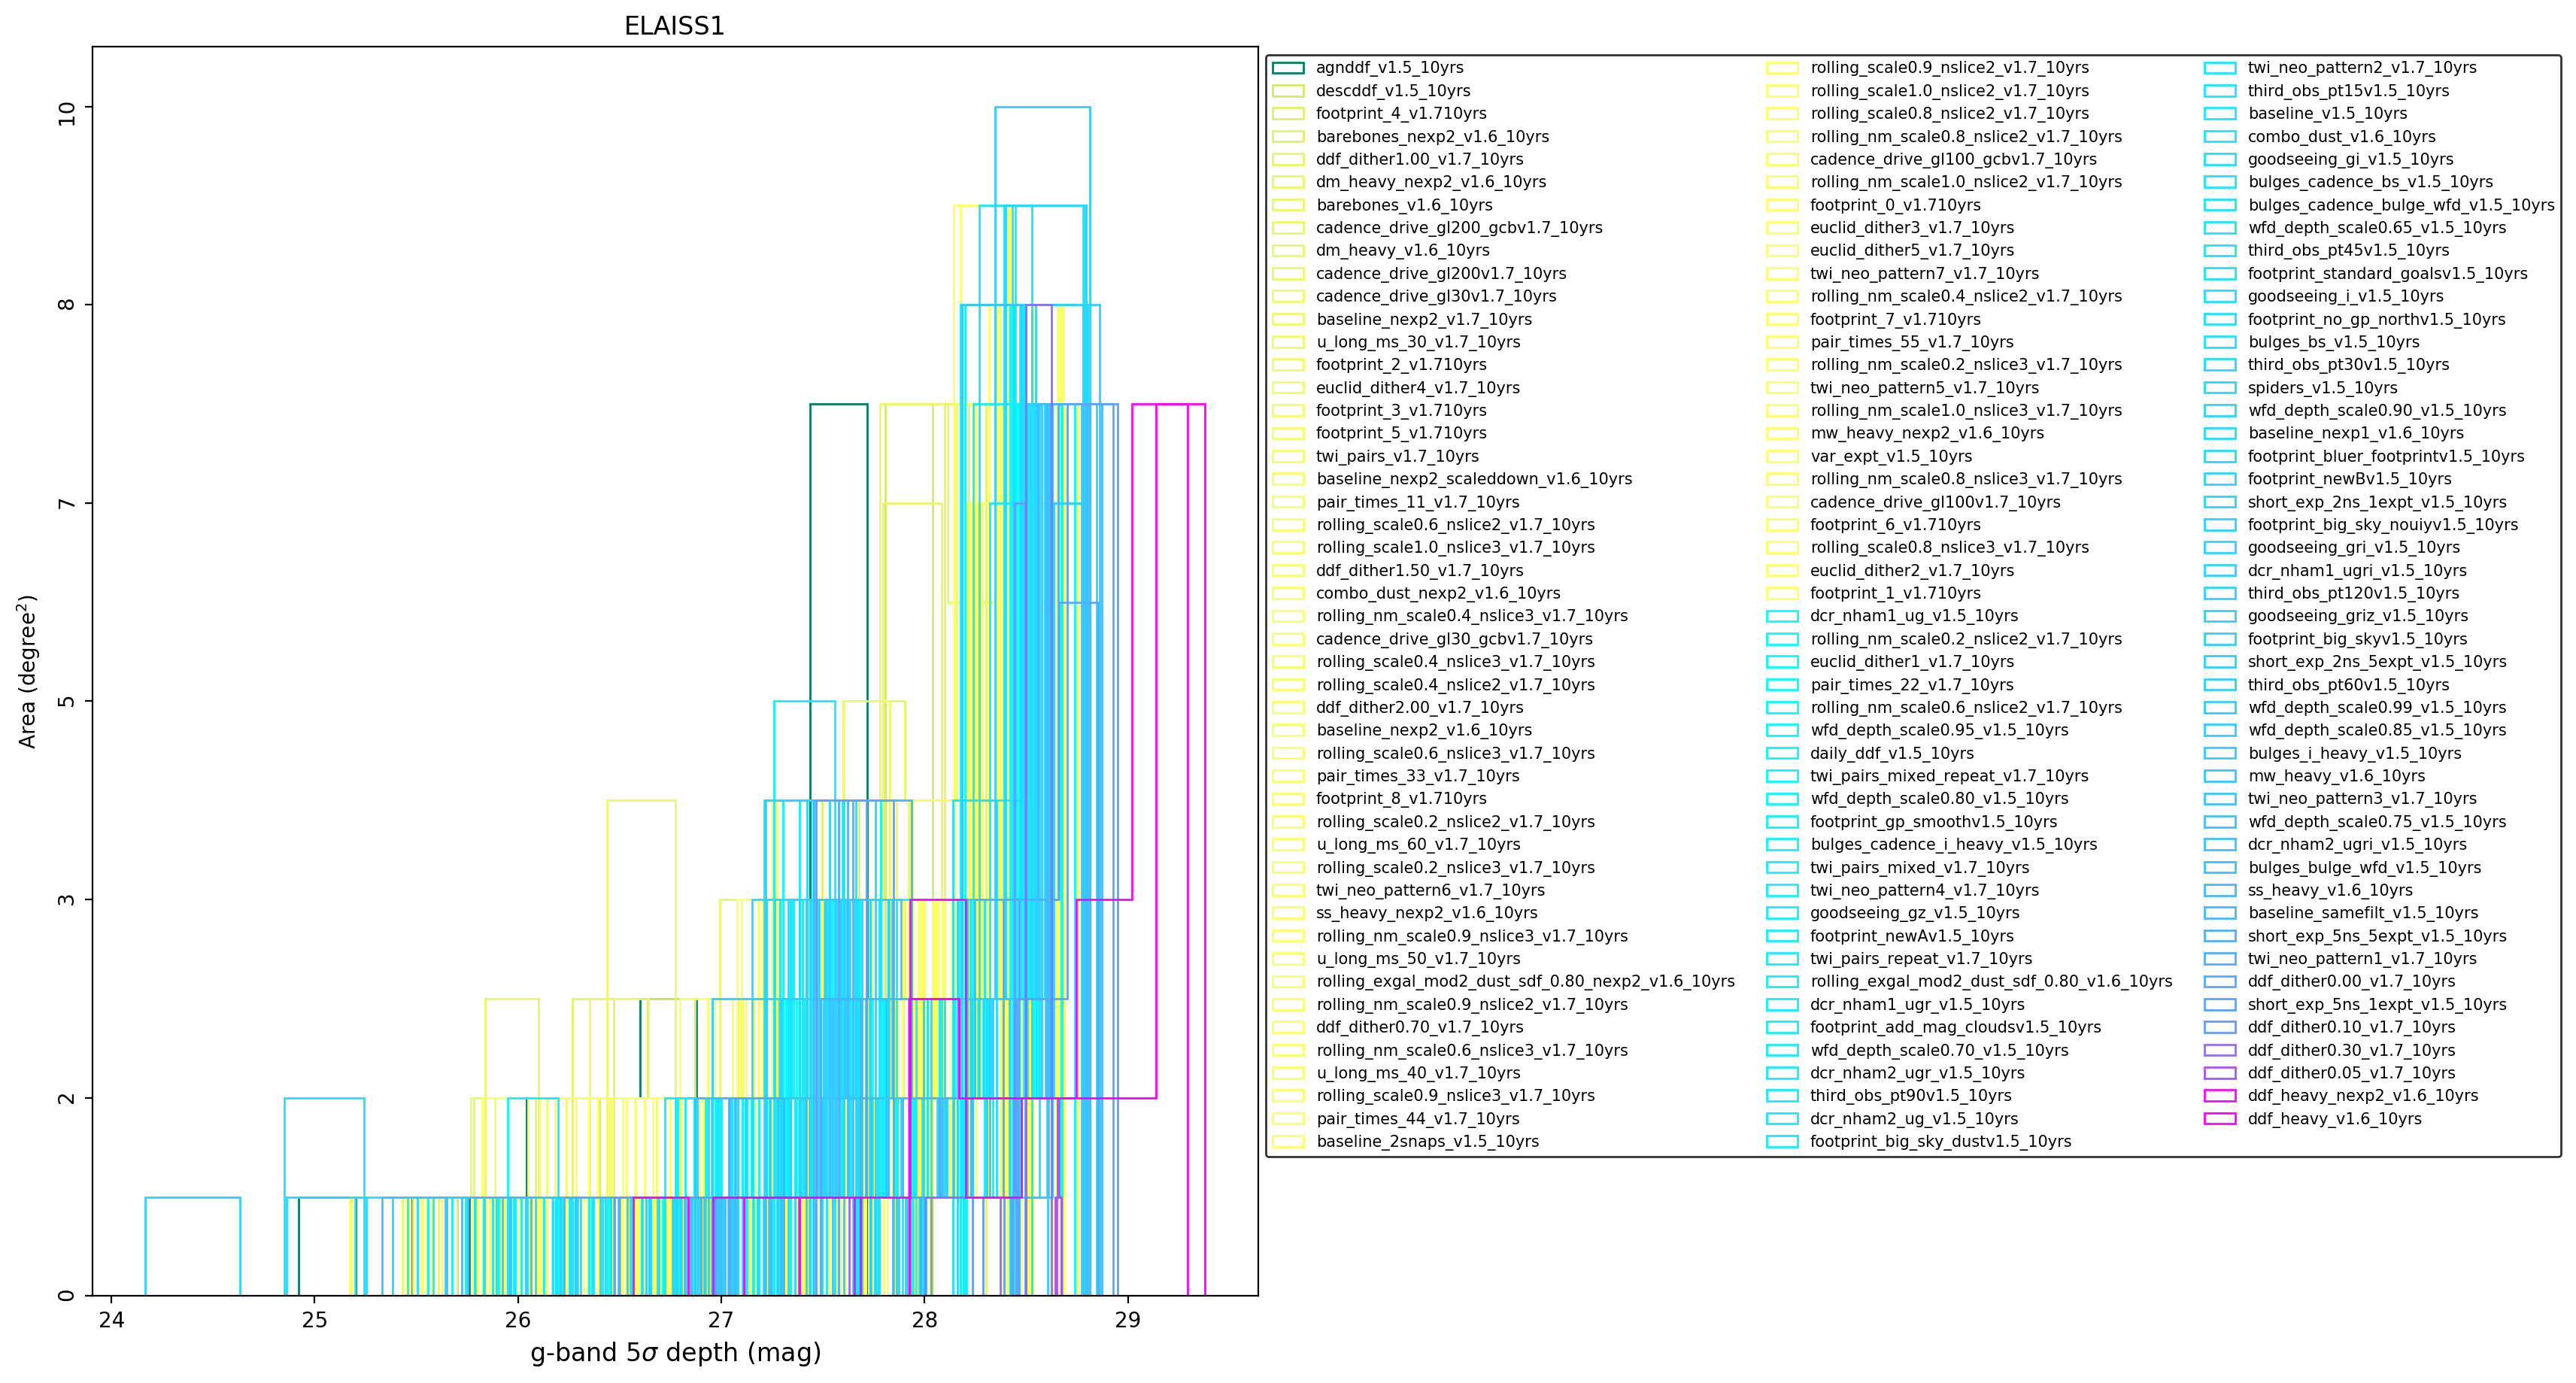 ELAISS1
Area (degree²)
10
8
7
5
3
2
0
24 25 26 27 28 29
g-band 5σ depth (mag)
agnddf_v1.5_10yrs
descddf_v1.5_10yrs
footprint_4_v1.710yrs
barebones_nexp2_v1.6_10yrs
ddf_dither1.00_v1.7_10yrs
dm_heavy_nexp2_v1.6_10yrs
barebones_v1.6_10yrs
cadence_drive_gl200_gcbv1.7_10yrs
dm_heavy_v1.6_10yrs
cadence_drive_gl200v1.7_10yrs
cadence_drive_gl30v1.7_10yrs
baseline_nexp2_v1.7_10yrs
u_long_ms_30_v1.7_10yrs
footprint_2_v1.710yrs
euclid_dither4_v1.7_10yrs
footprint_3_v1.710yrs
footprint_5_v1.710yrs
twi_pairs_v1.7_10yrs
baseline_nexp2_scaleddown_v1.6_10yrs
pair_times_11_v1.7_10yrs
rolling_scale0.6_nslice2_v1.7_10yrs
rolling_scale1.0_nslice3_v1.7_10yrs
ddf_dither1.50_v1.7_10yrs
combo_dust_nexp2_v1.6_10yrs
rolling_nm_scale0.4_nslice3_v1.7_10yrs
cadence_drive_gl30_gcbv1.7_10yrs
rolling_scale0.4_nslice3_v1.7_10yrs
rolling_scale0.4_nslice2_v1.7_10yrs
ddf_dither2.00_v1.7_10yrs
baseline_nexp2_v1.6_10yrs
rolling_scale0.6_nslice3_v1.7_10yrs
pair_times_33_v1.7_10yrs
footprint_8_v1.710yrs
rolling_scale0.2_nslice2_v1.7_10yrs
u_long_ms_60_v1.7_10yrs
rolling_scale0.2_nslice3_v1.7_10yrs
twi_neo_pattern6_v1.7_10yrs
ss_heavy_nexp2_v1.6_10yrs
rolling_nm_scale0.9_nslice3_v1.7_10yrs
u_long_ms_50_v1.7_10yrs
rolling_exgal_mod2_dust_sdf_0.80_nexp2_v1.6_10yrs
rolling_nm_scale0.9_nslice2_v1.7_10yrs
ddf_dither0.70_v1.7_10yrs
rolling_nm_scale0.6_nslice3_v1.7_10yrs
u_long_ms_40_v1.7_10yrs
rolling_scale0.9_nslice3_v1.7_10yrs
pair_times_44_v1.7_10yrs
baseline_2snaps_v1.5_10yrs
rolling_scale0.9_nslice2_v1.7_10yrs
rolling_scale1.0_nslice2_v1.7_10yrs
rolling_scale0.8_nslice2_v1.7_10yrs
rolling_nm_scale0.8_nslice2_v1.7_10yrs
cadence_drive_gl100_gcbv1.7_10yrs
rolling_nm_scale1.0_nslice2_v1.7_10yrs
footprint_0_v1.710yrs
euclid_dither3_v1.7_10yrs
euclid_dither5_v1.7_10yrs
twi_neo_pattern7_v1.7_10yrs
rolling_nm_scale0.4_nslice2_v1.7_10yrs
footprint_7_v1.710yrs
pair_times_55_v1.7_10yrs
rolling_nm_scale0.2_nslice3_v1.7_10yrs
twi_neo_pattern5_v1.7_10yrs
rolling_nm_scale1.0_nslice3_v1.7_10yrs
mw_heavy_nexp2_v1.6_10yrs
var_expt_v1.5_10yrs
rolling_nm_scale0.8_nslice3_v1.7_10yrs
cadence_drive_gl100v1.7_10yrs
footprint_6_v1.710yrs
rolling_scale0.8_nslice3_v1.7_10yrs
euclid_dither2_v1.7_10yrs
footprint_1_v1.710yrs
dcr_nham1_ug_v1.5_10yrs
rolling_nm_scale0.2_nslice2_v1.7_10yrs
euclid_dither1_v1.7_10yrs
pair_times_22_v1.7_10yrs
rolling_nm_scale0.6_nslice2_v1.7_10yrs
wfd_depth_scale0.95_v1.5_10yrs
daily_ddf_v1.5_10yrs
twi_pairs_mixed_repeat_v1.7_10yrs
wfd_depth_scale0.80_v1.5_10yrs
footprint_gp_smoothv1.5_10yrs
bulges_cadence_i_heavy_v1.5_10yrs
twi_pairs_mixed_v1.7_10yrs
twi_neo_pattern4_v1.7_10yrs
goodseeing_gz_v1.5_10yrs
footprint_newAv1.5_10yrs
twi_pairs_repeat_v1.7_10yrs
rolling_exgal_mod2_dust_sdf_0.80_v1.6_10yrs
dcr_nham1_ugr_v1.5_10yrs
footprint_add_mag_cloudsv1.5_10yrs
wfd_depth_scale0.70_v1.5_10yrs
dcr_nham2_ugr_v1.5_10yrs
third_obs_pt90v1.5_10yrs
dcr_nham2_ug_v1.5_10yrs
footprint_big_sky_dustv1.5_10yrs
twi_neo_pattern2_v1.7_10yrs
third_obs_pt15v1.5_10yrs
baseline_v1.5_10yrs
combo_dust_v1.6_10yrs
goodseeing_gi_v1.5_10yrs
bulges_cadence_bs_v1.5_10yrs
bulges_cadence_bulge_wfd_v1.5_10yrs
wfd_depth_scale0.65_v1.5_10yrs
third_obs_pt45v1.5_10yrs
footprint_standard_goalsv1.5_10yrs
goodseeing_i_v1.5_10yrs
footprint_no_gp_northv1.5_10yrs
bulges_bs_v1.5_10yrs
third_obs_pt30v1.5_10yrs
spiders_v1.5_10yrs
wfd_depth_scale0.90_v1.5_10yrs
baseline_nexp1_v1.6_10yrs
footprint_bluer_footprintv1.5_10yrs
footprint_newBv1.5_10yrs
short_exp_2ns_1expt_v1.5_10yrs
footprint_big_sky_nouiyv1.5_10yrs
goodseeing_gri_v1.5_10yrs
dcr_nham1_ugri_v1.5_10yrs
third_obs_pt120v1.5_10yrs
goodseeing_griz_v1.5_10yrs
footprint_big_skyv1.5_10yrs
short_exp_2ns_5expt_v1.5_10yrs
third_obs_pt60v1.5_10yrs
wfd_depth_scale0.99_v1.5_10yrs
wfd_depth_scale0.85_v1.5_10yrs
bulges_i_heavy_v1.5_10yrs
mw_heavy_v1.6_10yrs
twi_neo_pattern3_v1.7_10yrs
wfd_depth_scale0.75_v1.5_10yrs
dcr_nham2_ugri_v1.5_10yrs
bulges_bulge_wfd_v1.5_10yrs
ss_heavy_v1.6_10yrs
baseline_samefilt_v1.5_10yrs
short_exp_5ns_5expt_v1.5_10yrs
twi_neo_pattern1_v1.7_10yrs
ddf_dither0.00_v1.7_10yrs
short_exp_5ns_1expt_v1.5_10yrs
ddf_dither0.10_v1.7_10yrs
ddf_dither0.30_v1.7_10yrs
ddf_dither0.05_v1.7_10yrs
ddf_heavy_nexp2_v1.6_10yrs
ddf_heavy_v1.6_10yrs